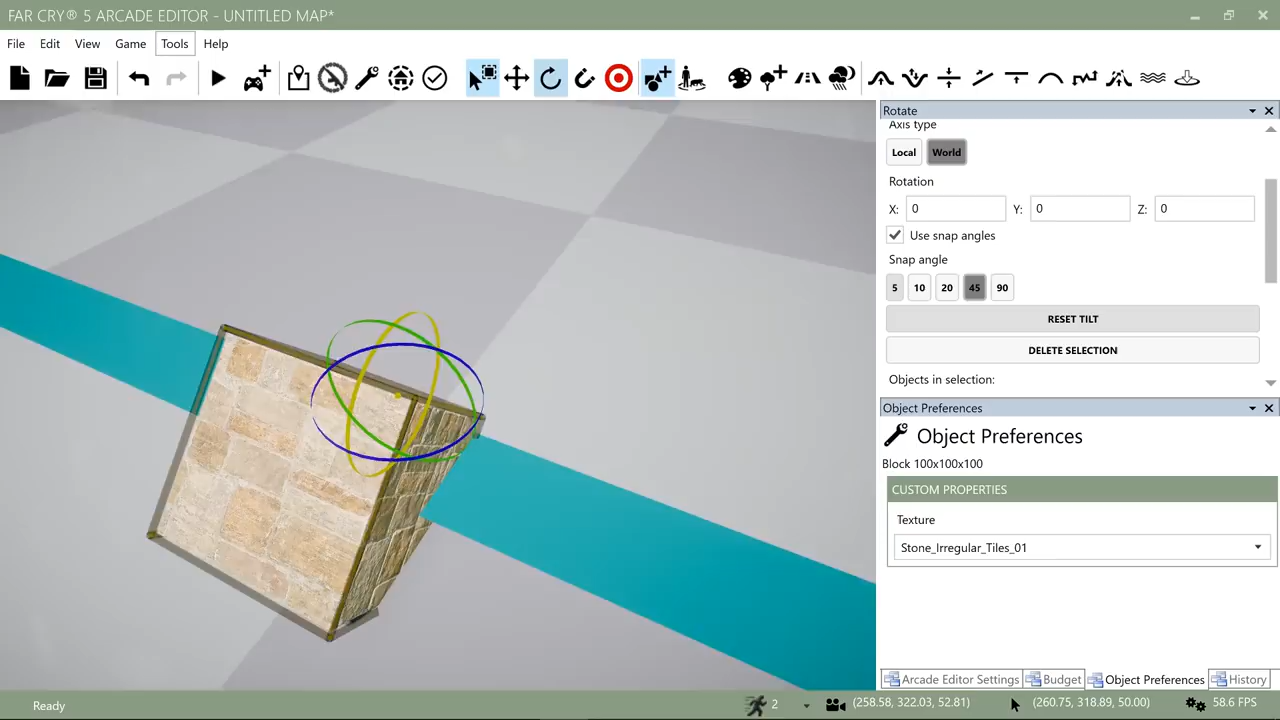 FAR CRY® 5 ARCADE EDITOR - UNTITLED MAP*
File Edit View Game Tools Help
Rotate
Axis type
Local World
Rotation
X: 0 Y: 0 Z: 0
Use snap angles
Snap angle
5 10 20 45 90
RESET TILT
DELETE SELECTION
Objects in selection:
Object Preferences
Object Preferences
Block 100x100x100
CUSTOM PROPERTIES
Texture
Stone_Irregular_Tiles_01
Arcade Editor Settings Budget Object Preferences History
Ready 2 (258.58, 322.03, 52.81) (260.75, 318.89, 50.00) 58.6 FPS